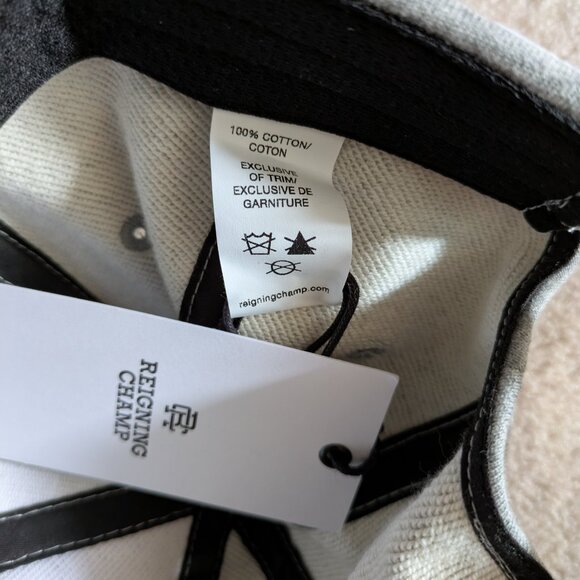 100% COTTON/
COTON
EXCLUSIVE
OF TRIM/
EXCLUSIVE DE
GARNITURE
reigningchamp.com
REIGNING
CHAMP